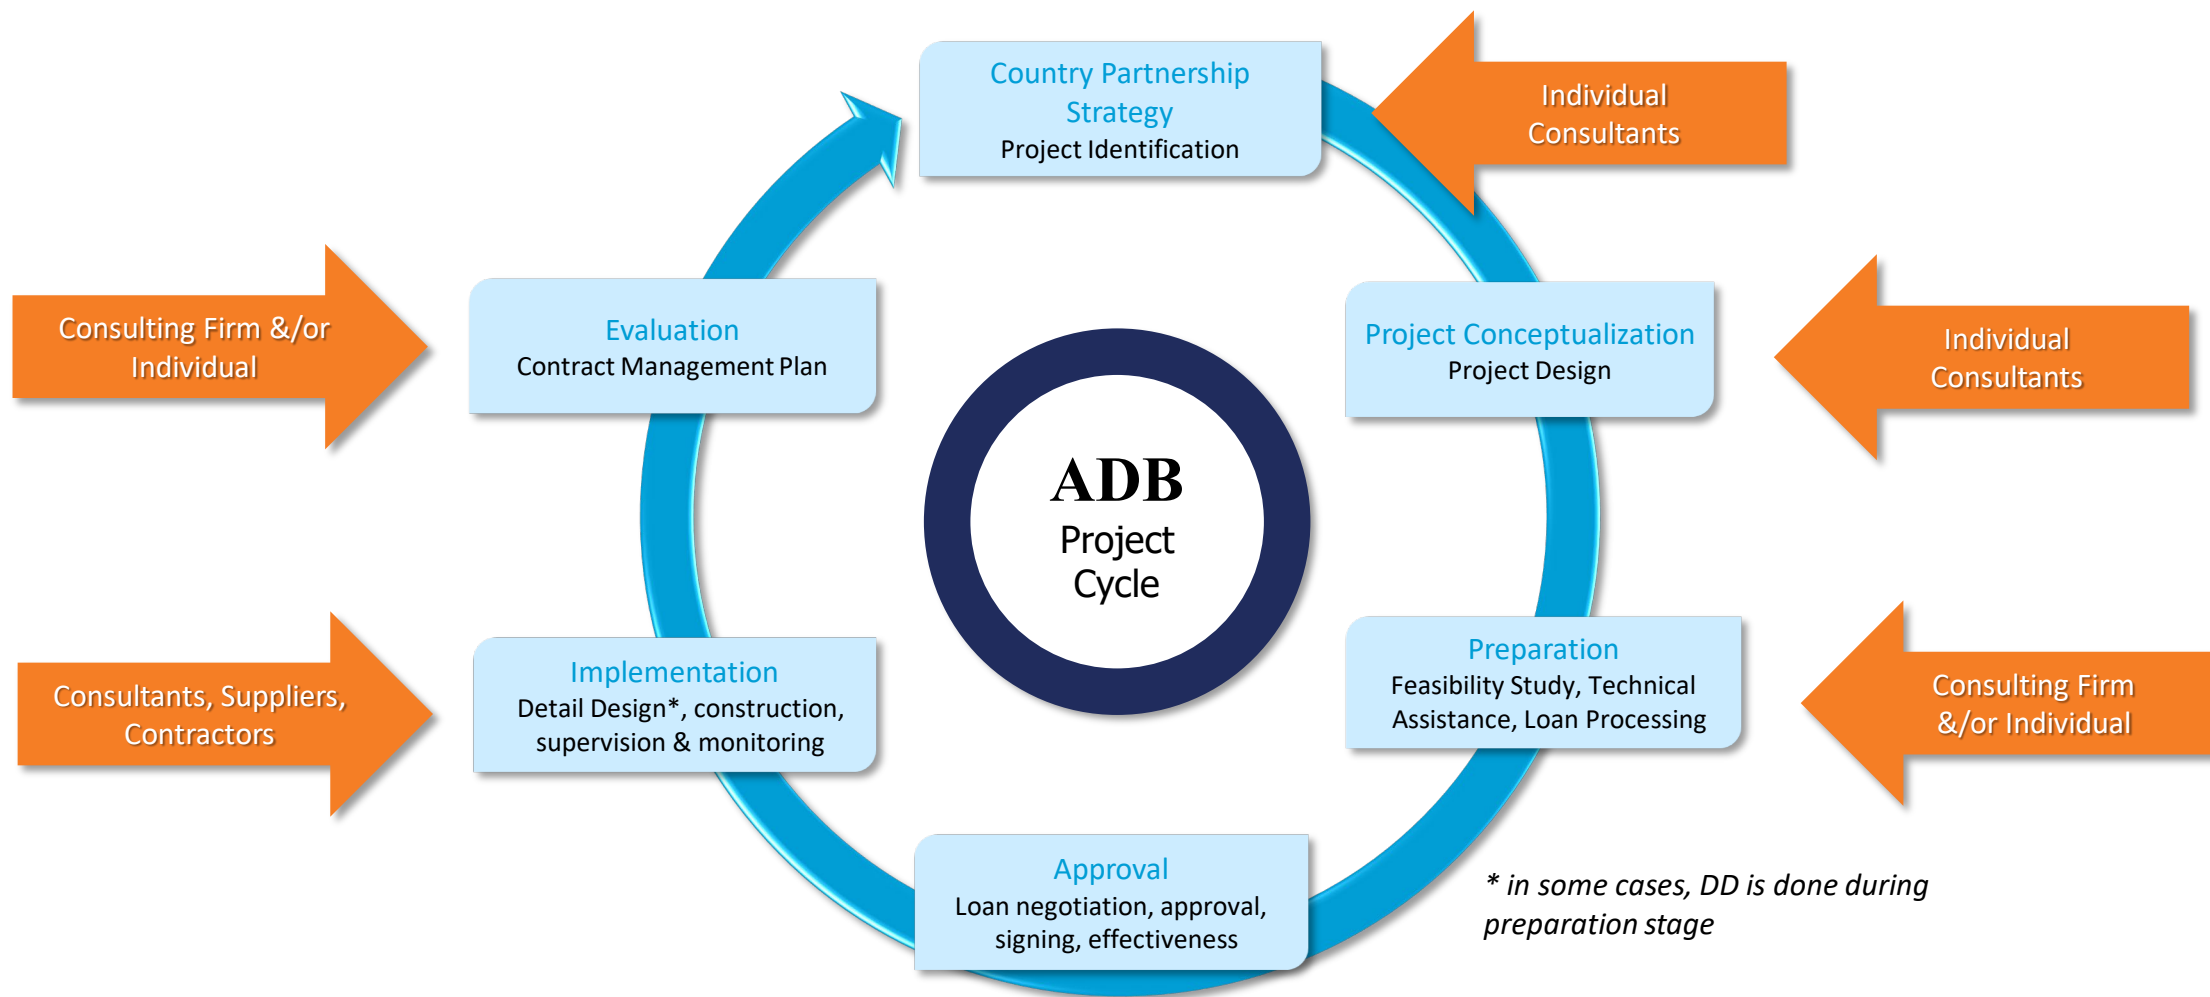 Country Partnership
Strategy
Project Identification
Individual
Consultants
Consulting Firm &/or
Individual
Evaluation
Contract Management Plan
Project Conceptualization
Project Design
Individual
Consultants
ADB
Project
Cycle
Consultants, Suppliers,
Contractors
Implementation
Detail Design*, construction,
supervision & monitoring
Preparation
Feasibility Study, Technical
Assistance, Loan Processing
Consulting Firm
&/or Individual
Approval
Loan negotiation, approval,
signing, effectiveness
* in some cases, DD is done during
preparation stage